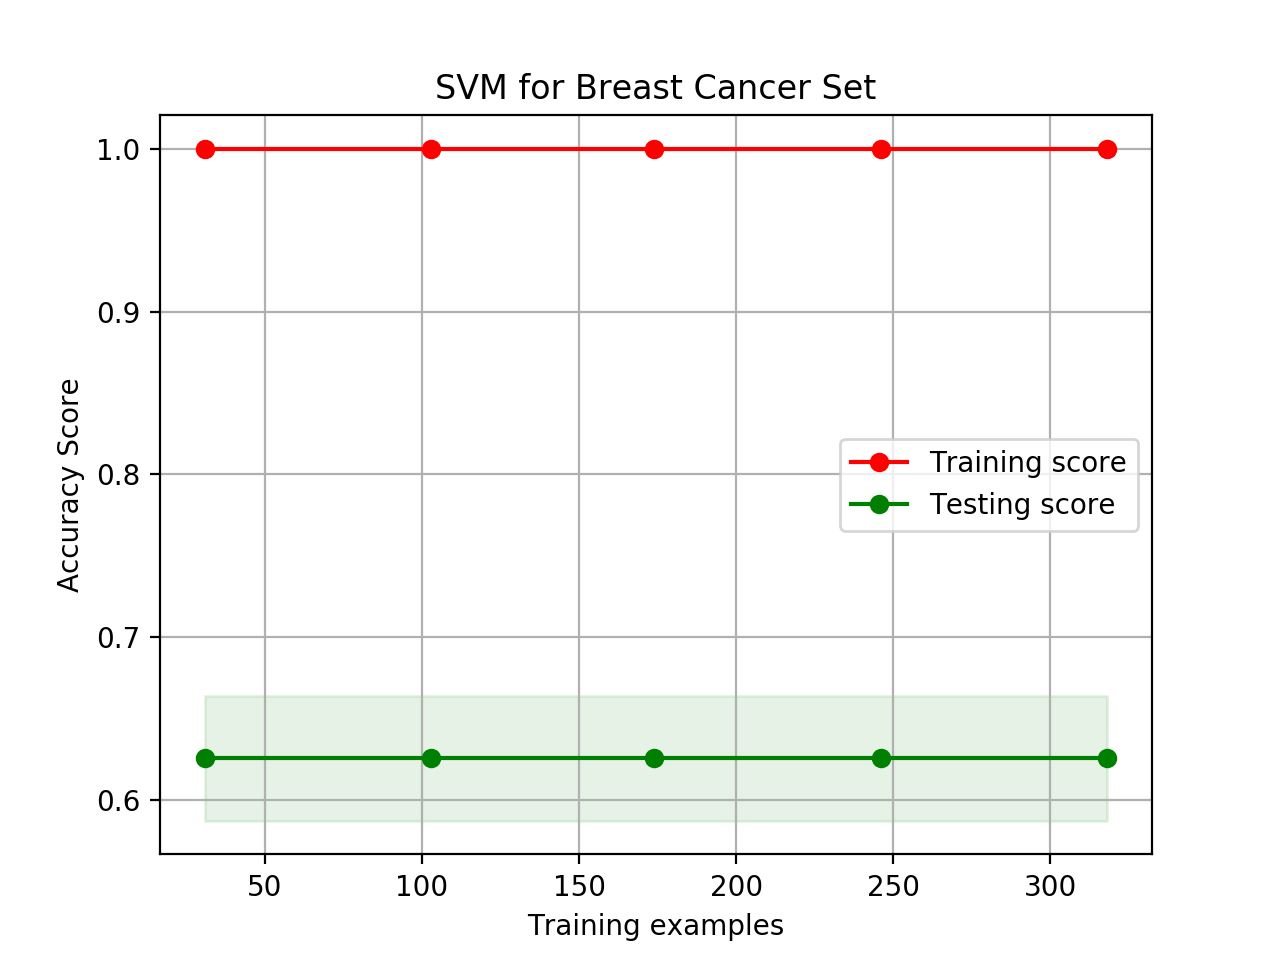 SVM for Breast Cancer Set
1.0
0.9
0.8
0.7
0.6
Accuracy Score
Training score
Testing score
50 100 150 200 250 300
Training examples